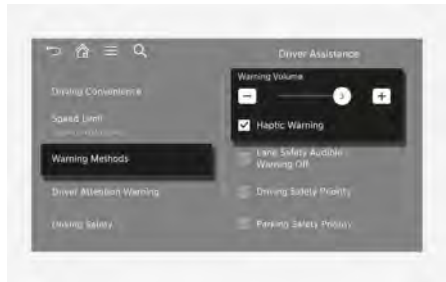 Driver Assistance
Driving Convenience
Speed Limit
Warning Methods
Driver Attention Warning
Driving Safety
Warning Volume
3
Haptic Warning
Lane Safety Audible
Warning Off
Driving Safety Priority
Parking Safety Priority